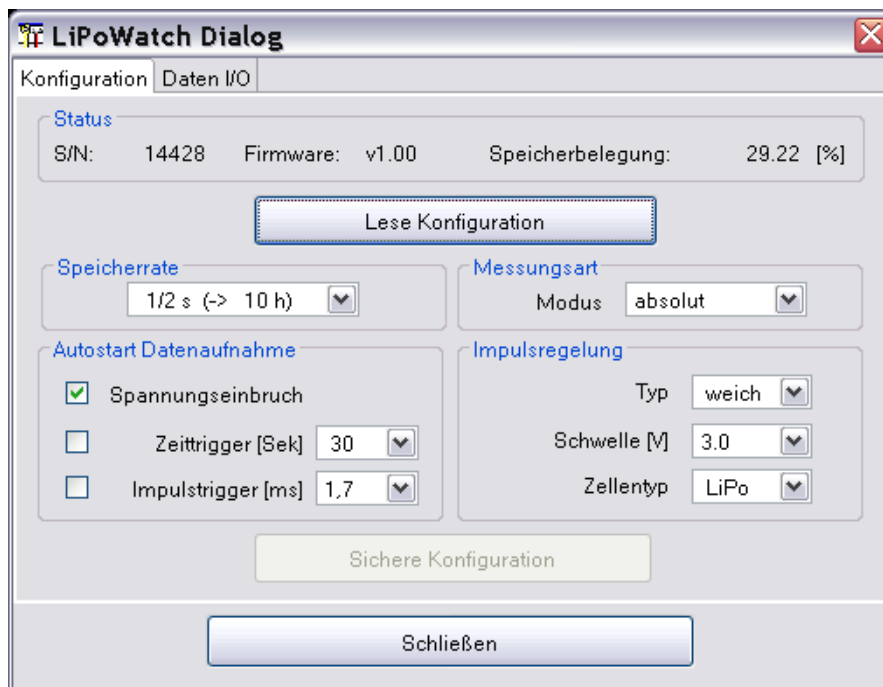 LiPoWatch Dialog
Konfiguration Daten I/O
Status
S/N: 14428 Firmware: v1.00 Speicherbelegung: 29.22 [%]
Lese Konfiguration
Speicherrate
1/2 s (-> 10 h)
Messungsart
Modus absolut
Autostart Datenaufnahme
Spannungseinbruch
Zeittrigger [Sek] 30
Impulstrigger [ms] 1,7
Impulsregelung
Typ weich
Schwelle [V] 3.0
Zellentyp LiPo
Sichere Konfiguration
Schließen